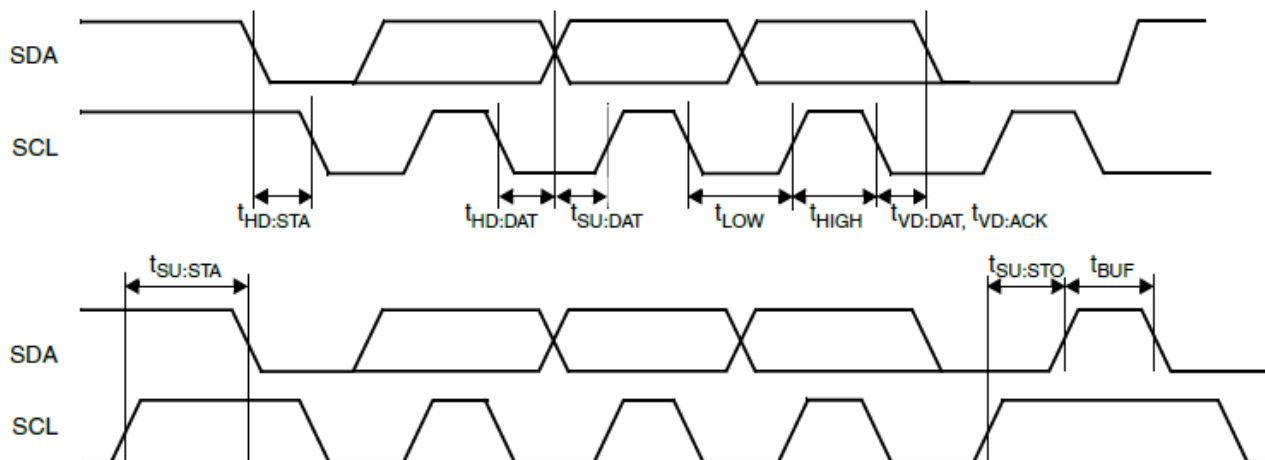 SDA
SCL
tHD:STA tHD:DAT tSU:DAT tLOW tHIGH tVD:DAT, tVD:ACK
tSU:STA tSU:STO tBUF
SDA
SCL